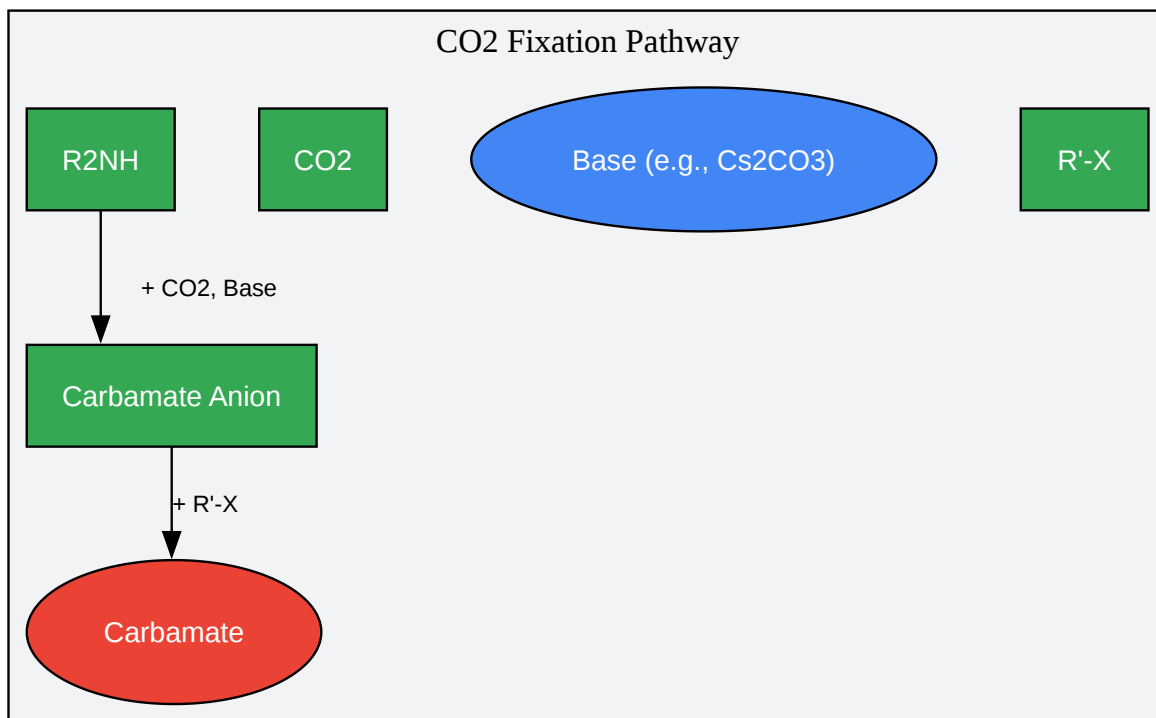 CO2 Fixation Pathway
R2NH
CO2
Base (e.g., Cs2CO3)
R'-X
+ CO2, Base
Carbamate Anion
+ R'-X
Carbamate